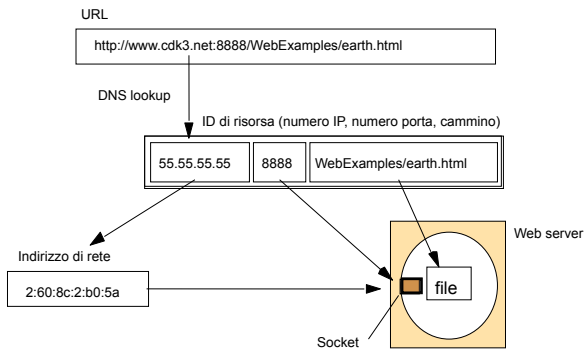 URL
http://www.cdk3.net:8888/WebExamples/earth.html
DNS lookup
ID di risorsa (numero IP, numero porta, cammino)
55.55.55.55
8888
WebExamples/earth.html
Web server
Indirizzo di rete
2:60:8c:2:b0:5a
file
Socket